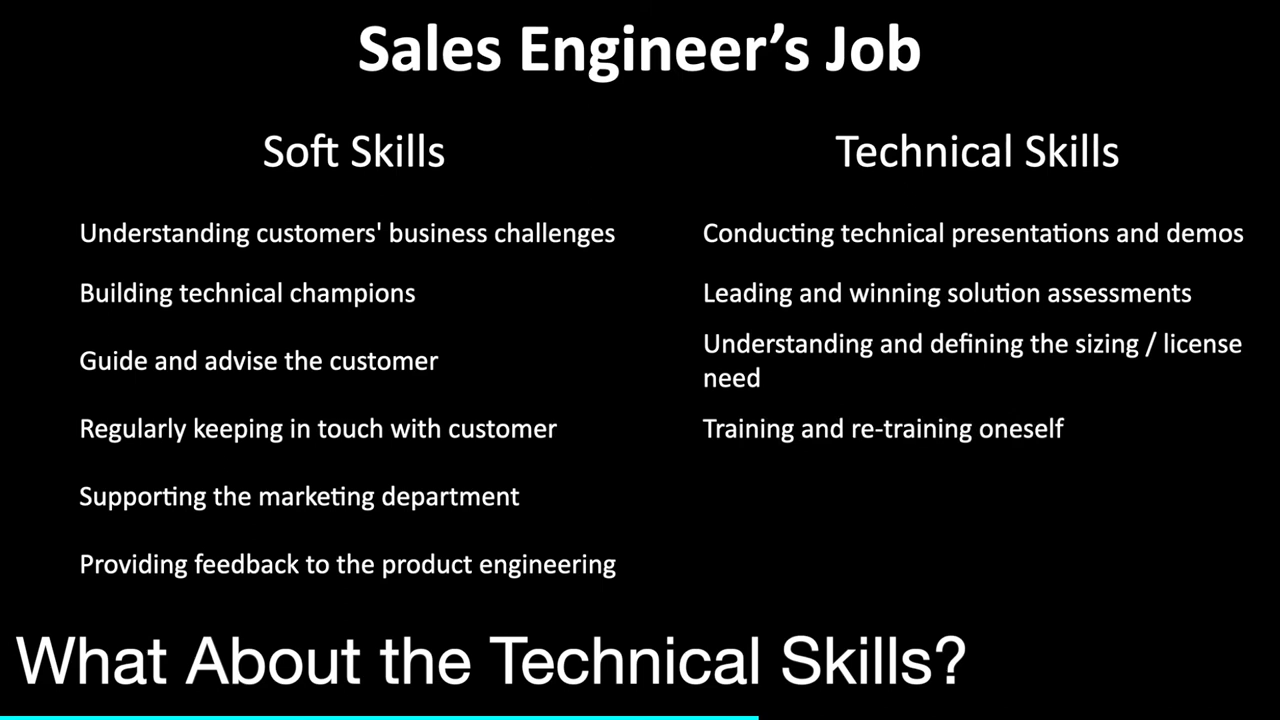 Sales Engineer’s Job
Soft Skills
Understanding customers' business challenges
Building technical champions
Guide and advise the customer
Regularly keeping in touch with customer
Supporting the marketing department
Providing feedback to the product engineering
Technical Skills
Conducting technical presentations and demos
Leading and winning solution assessments
Understanding and defining the sizing / license
need
Training and re-training oneself
What About the Technical Skills?